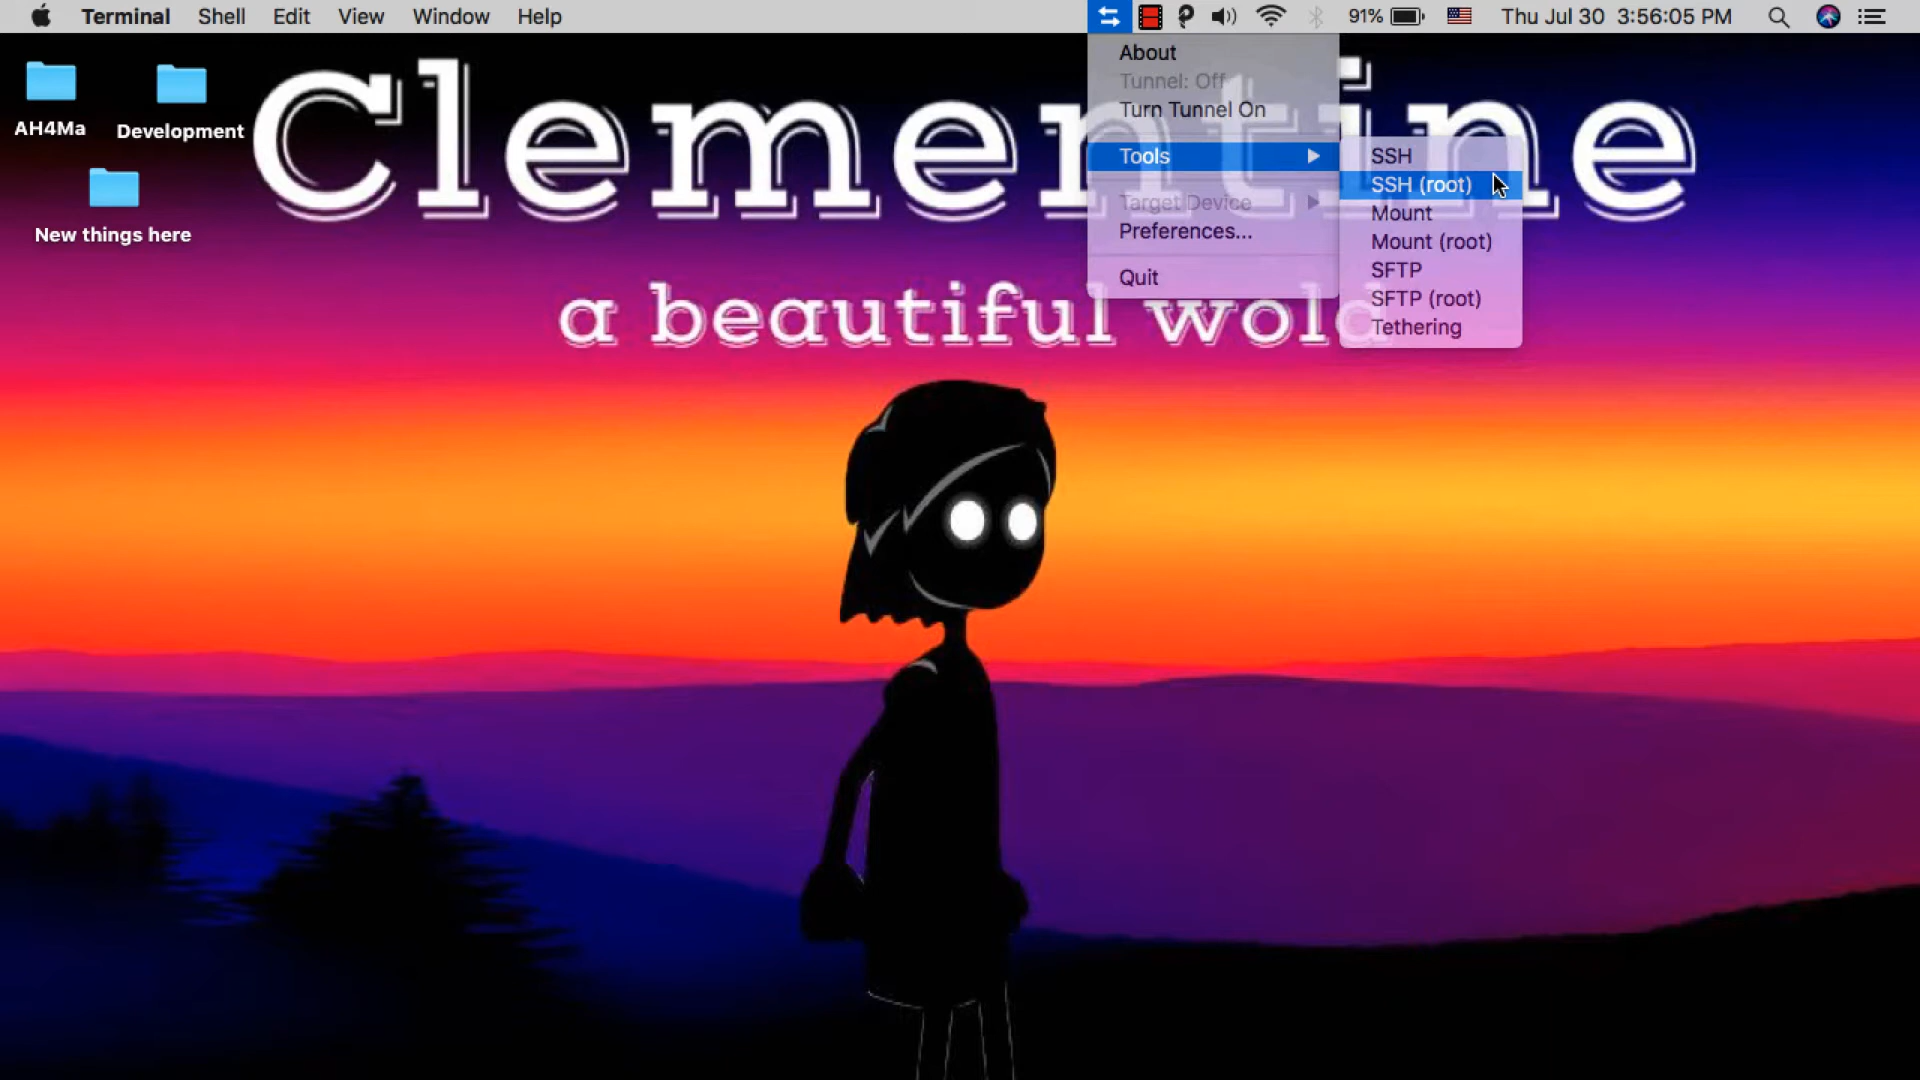 Terminal Shell Edit View Window Help 91% Thu Jul 30 3:56:05 PM
About
Tunnel: Off
Turn Tunnel On
Tools
Target Device
Preferences...
Quit
SSH
SSH (root)
Mount
Mount (root)
SFTP
SFTP (root)
Tethering
AH4Ma
Development
New things here
Clementine
a beautiful wold